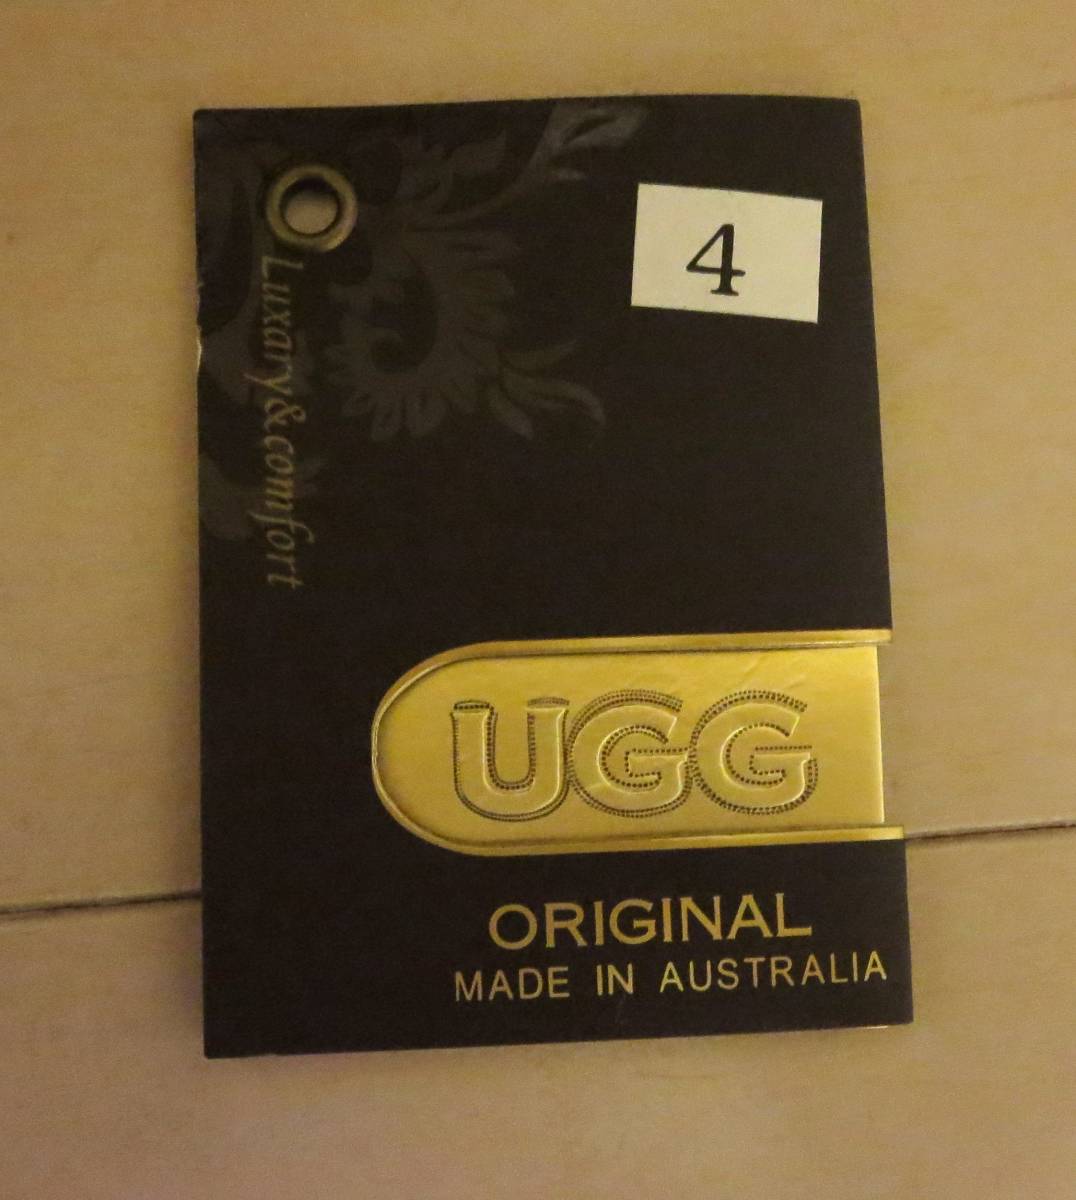 4
Luxary&comfort
UGG
ORIGINAL
MADE IN AUSTRALIA